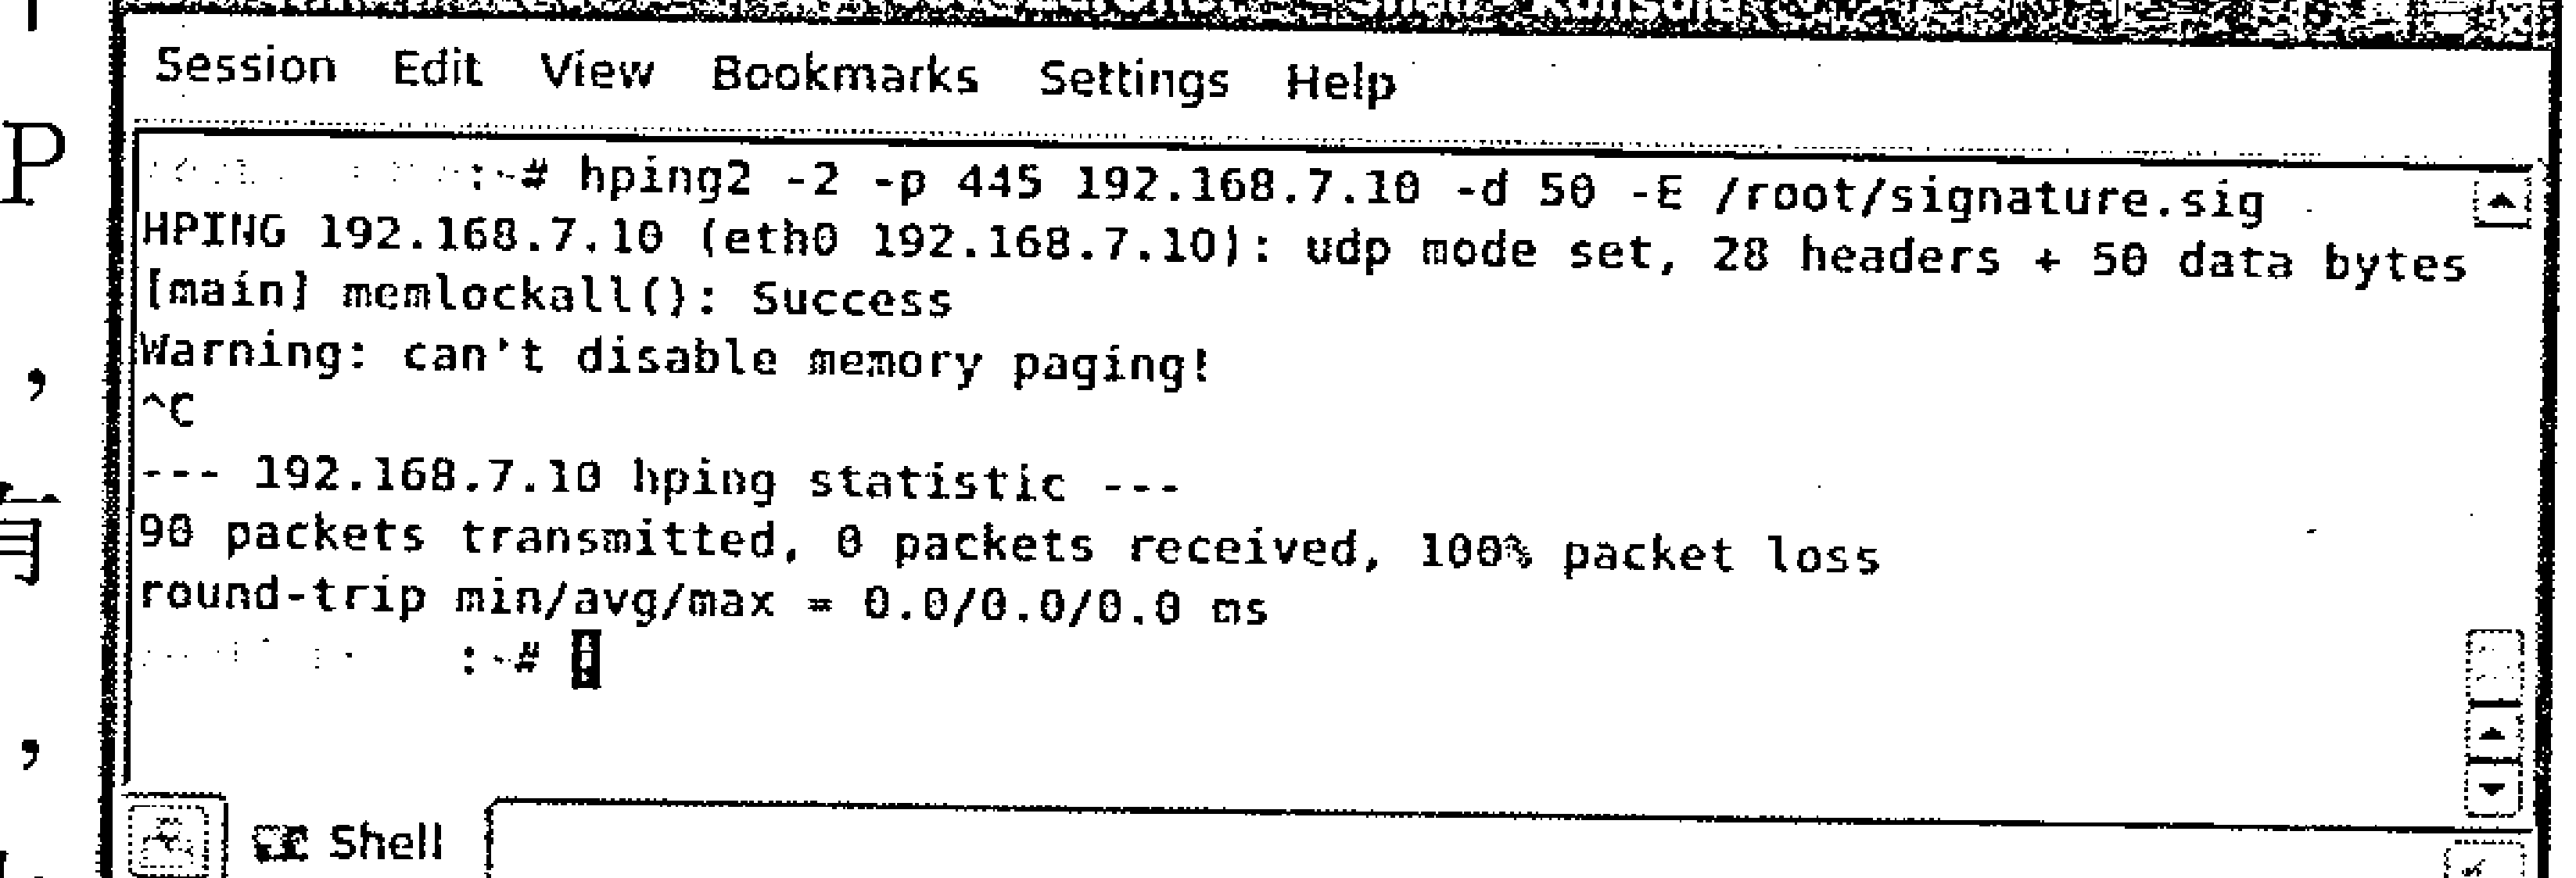 Shell - Konsole
Session Edit View Bookmarks Settings Help
P
:~# hping2 -2 -p 445 192.168.7.10 -d 50 -E /root/signature.sig
HPING 192.168.7.10 (eth0 192.168.7.10): udp mode set, 28 headers + 50 data bytes
[main] memlockall(): Success
Warning: can't disable memory paging!
,
^C
--- 192.168.7.10 hping statistic ---
90 packets transmitted, 0 packets received, 100% packet loss
round-trip min/avg/max = 0.0/0.0/0.0 ms
:~#
,
Shell